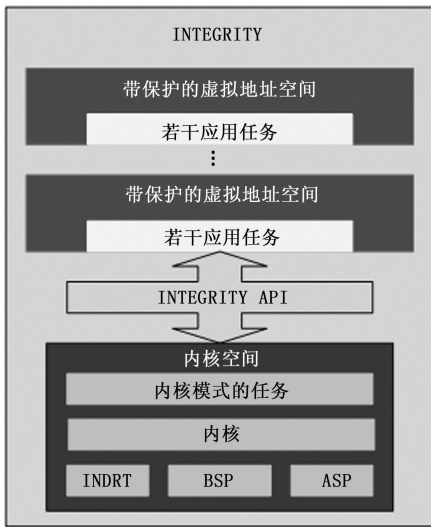 INTEGRITY
带保护的虚拟地址空间
若干应用任务
⋮
带保护的虚拟地址空间
若干应用任务
INTEGRITY API
内核空间
内核模式的任务
内核
INDRT BSP ASP